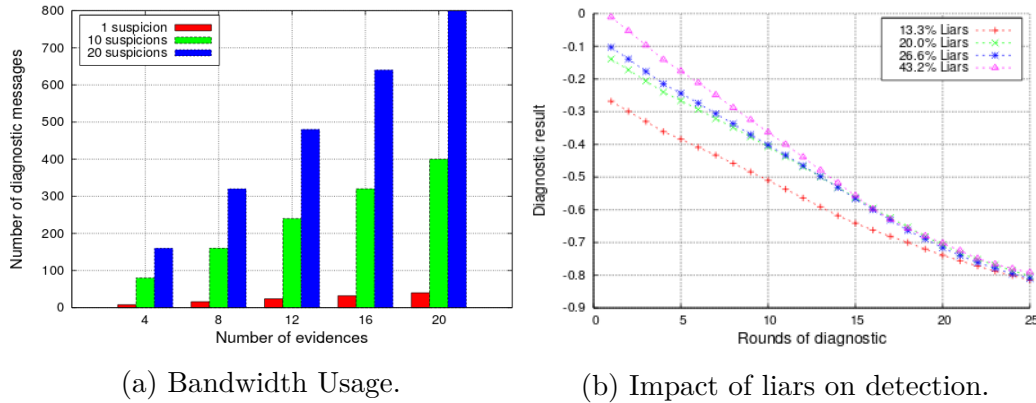 800
700
600
500
400
300
200
100
0
Number of diagnostic messages
1 suspicion
10 suspicions
20 suspicions
4 8 12 16 20
Number of evidences
(a) Bandwidth Usage.
-0
-0.1
-0.2
-0.3
-0.4
-0.5
-0.6
-0.7
-0.8
-0.9
Diagnostic result
13.3% Liars
20.0% Liars
26.6% Liars
43.2% Liars
0 5 10 15 20 25
Rounds of diagnostic
(b) Impact of liars on detection.